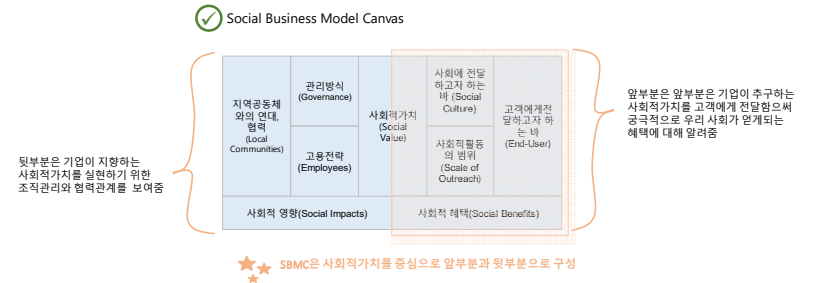 Social Business Model Canvas
뒷부분은 기업이 지향하는
사회적가치를 실현하기 위한
조직관리와 협력관계를 보여줌
지역공동체
와의 연대,
협력
(Local
Communities)
관리방식
(Governance)
고용전략
(Employees)
사회적가치
(Social
Value)
사회에 전달
하고자 하는
바 (Social
Culture)
사회적활동
의 범위
(Scale of
Outreach)
고객에게전
달하고자 하
는 바
(End-User)
사회적 영향(Social Impacts)
사회적 혜택(Social Benefits)
앞부분은 앞부분은 기업이 추구하는
사회적가치를 고객에게 전달함으써
궁극적으로 우리 사회가 얻게되는
혜택에 대해 알려줌
SBMC은 사회적가치를 중심으로 앞부분과 뒷부분으로 구성